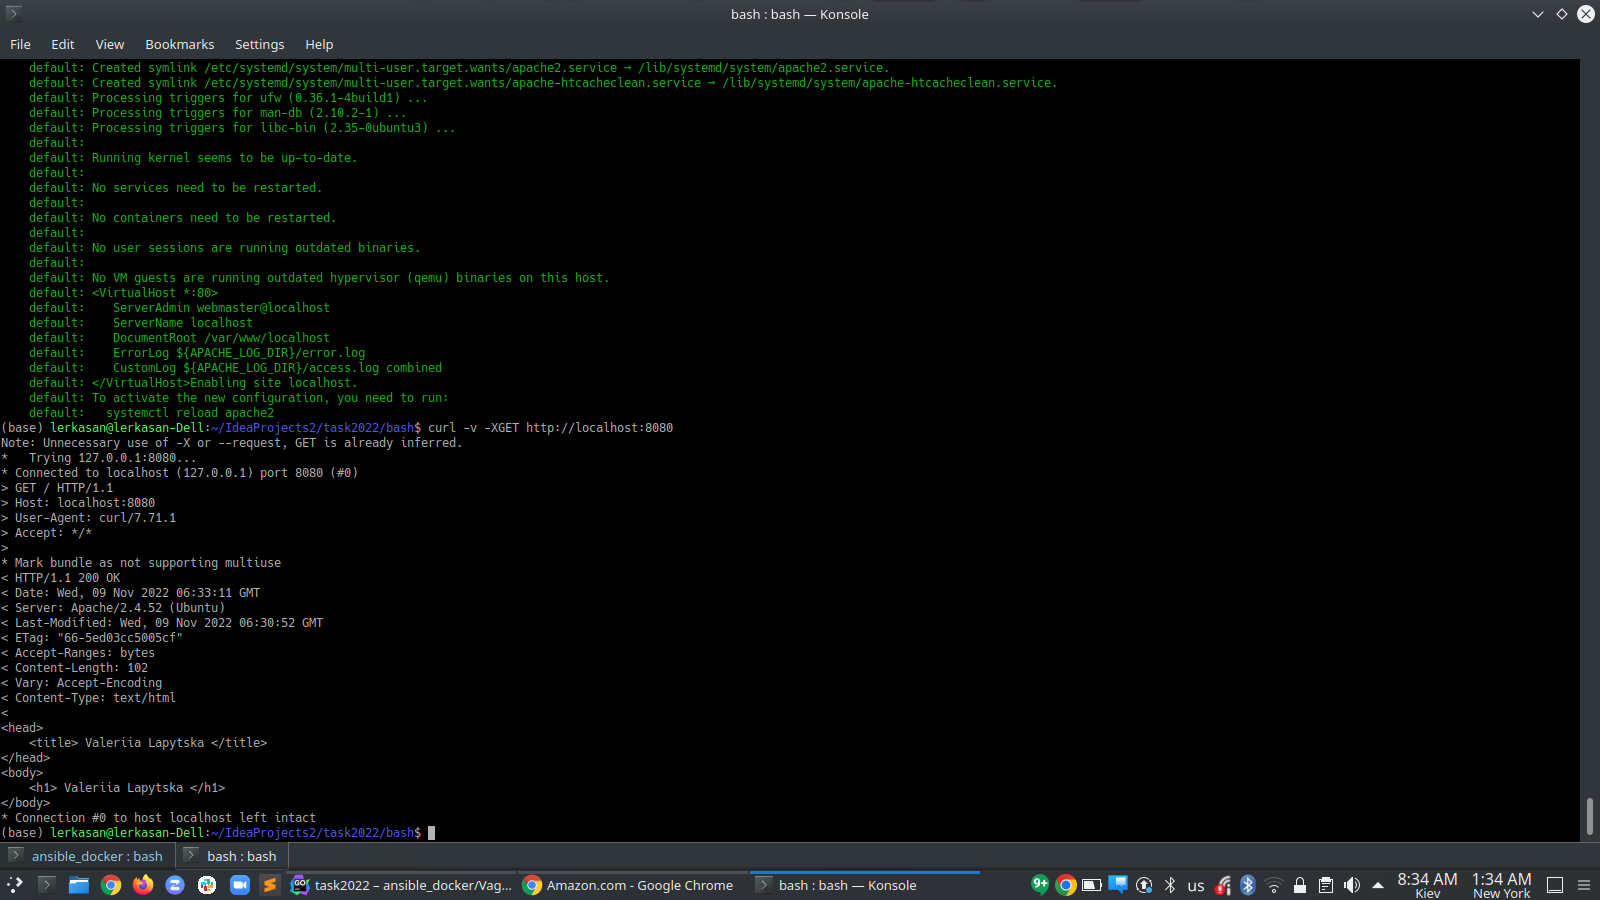 bash : bash — Konsole
File Edit View Bookmarks Settings Help
default: Created symlink /etc/systemd/system/multi-user.target.wants/apache2.service → /lib/systemd/system/apache2.service.
default: Created symlink /etc/systemd/system/multi-user.target.wants/apache-htcacheclean.service → /lib/systemd/system/apache-htcacheclean.service.
default: Processing triggers for ufw (0.36.1-4build1) ...
default: Processing triggers for man-db (2.10.2-1) ...
default: Processing triggers for libc-bin (2.35-0ubuntu3) ...
default:
default: Running kernel seems to be up-to-date.
default:
default: No services need to be restarted.
default:
default: No containers need to be restarted.
default:
default: No user sessions are running outdated binaries.
default:
default: No VM guests are running outdated hypervisor (qemu) binaries on this host.
default: <VirtualHost *:80>
default:    ServerAdmin webmaster@localhost
default:    ServerName localhost
default:    DocumentRoot /var/www/localhost
default:    ErrorLog ${APACHE_LOG_DIR}/error.log
default:    CustomLog ${APACHE_LOG_DIR}/access.log combined
default: </VirtualHost>Enabling site localhost.
default: To activate the new configuration, you need to run:
default:   systemctl reload apache2
(base) lerkasan@lerkasan-Dell:~/IdeaProjects2/task2022/bash$ curl -v -XGET http://localhost:8080
Note: Unnecessary use of -X or --request, GET is already inferred.
*   Trying 127.0.0.1:8080...
* Connected to localhost (127.0.0.1) port 8080 (#0)
> GET / HTTP/1.1
> Host: localhost:8080
> User-Agent: curl/7.71.1
> Accept: */*
>
* Mark bundle as not supporting multiuse
< HTTP/1.1 200 OK
< Date: Wed, 09 Nov 2022 06:33:11 GMT
< Server: Apache/2.4.52 (Ubuntu)
< Last-Modified: Wed, 09 Nov 2022 06:30:52 GMT
< ETag: "66-5ed03cc5005cf"
< Accept-Ranges: bytes
< Content-Length: 102
< Vary: Accept-Encoding
< Content-Type: text/html
<
<head>
    <title> Valeriia Lapytska </title>
</head>
<body>
    <h1> Valeriia Lapytska </h1>
</body>
* Connection #0 to host localhost left intact
(base) lerkasan@lerkasan-Dell:~/IdeaProjects2/task2022/bash$
ansible_docker : bash bash : bash
task2022 – ansible_docker/Vag... Amazon.com - Google Chrome bash : bash — Konsole 9+ us 8:34 AM 1:34 AM
Kiev New York